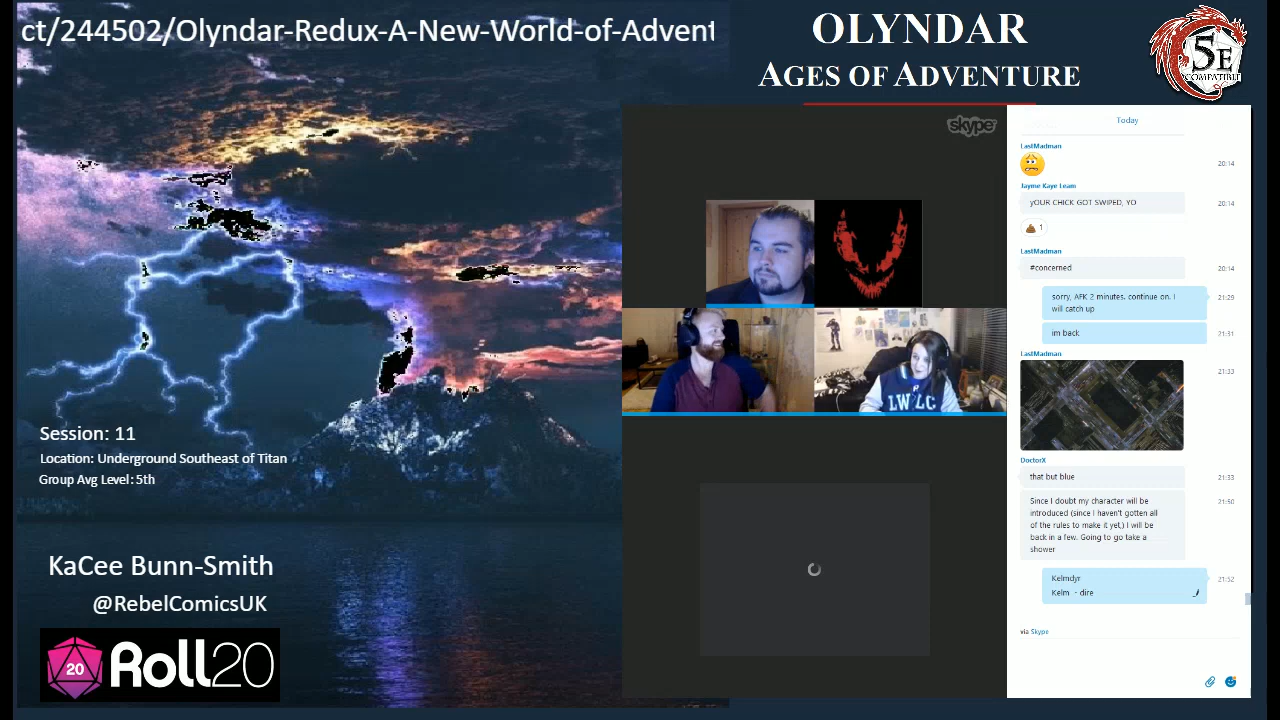 ct/244502/Olyndar-Redux-A-New-World-of-Advent
OLYNDAR
AGES OF ADVENTURE
5E
COMPATIBLE
skype
Today
LastMadman
20:14
Jayme Kaye Leam
yOUR CHICK GOT SWIPED, YO
20:14
1
LastMadman
#concerned
20:14
sorry, AFK 2 minutes. continue on. I
will catch up
21:29
im back
21:31
LastMadman
21:33
DoctorX
that but blue
21:33
Since I doubt my character will be
introduced (since I haven't gotten all
of the rules to make it yet,) I will be
back in a few. Going to go take a
shower
21:50
Kelmdyr
Kelm - dire
21:52
via Skype
LWLC
Session: 11
Location: Underground Southeast of Titan
Group Avg Level: 5th
KaCee Bunn-Smith
@RebelComicsUK
20
Roll20